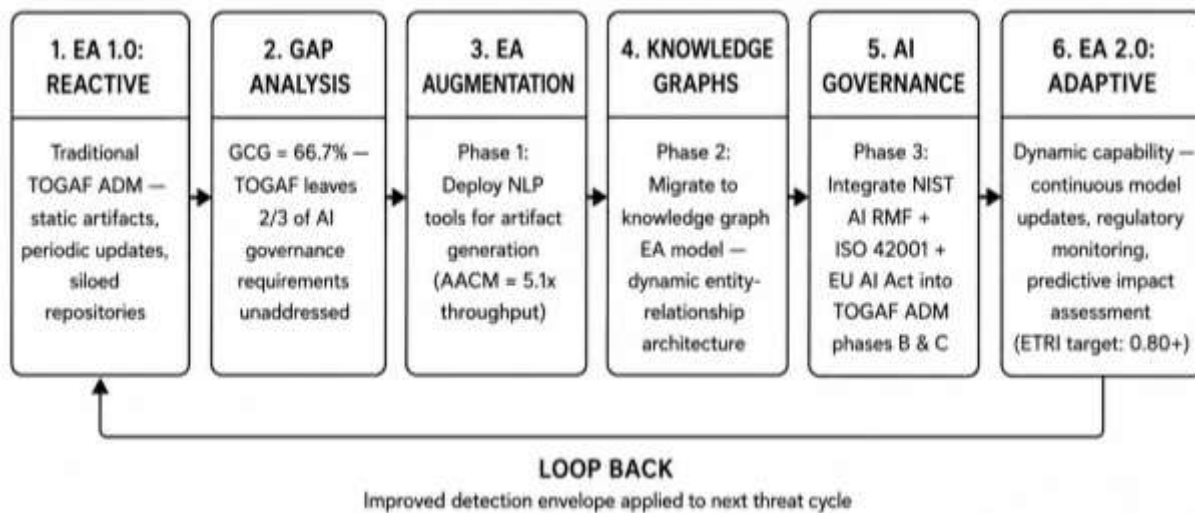 1. EA 1.0:
REACTIVE
Traditional
TOGAF ADM —
static artifacts,
periodic updates,
siloed
repositories
2. GAP
ANALYSIS
GCG = 66.7% —
TOGAF leaves
2/3 of AI
governance
requirements
unaddressed
3. EA
AUGMENTATION
Phase 1:
Deploy NLP
tools for artifact
generation
(AACM = 5.1x
throughput)
4. KNOWLEDGE
GRAPHS
Phase 2:
Migrate to
knowledge graph
EA model —
dynamic entity-
relationship
architecture
5. AI
GOVERNANCE
Phase 3:
Integrate NIST
AI RMF +
ISO 42001 +
EU AI Act into
TOGAF ADM
phases B & C
6. EA 2.0:
ADAPTIVE
Dynamic capability —
continuous model
updates, regulatory
monitoring,
predictive impact
assessment
(ETRI target: 0.80+)
LOOP BACK
Improved detection envelope applied to next threat cycle